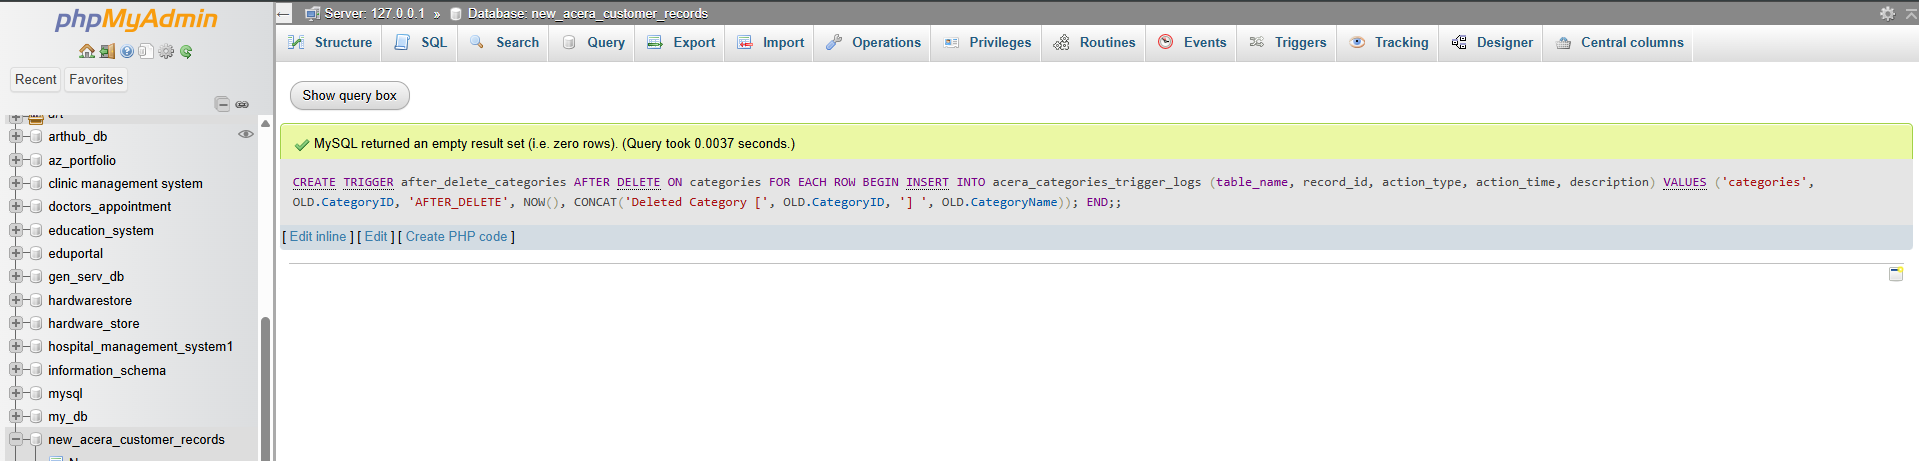 phpMyAdmin
Recent Favorites
art
arthub_db
az_portfolio
clinic management system
doctors_appointment
education_system
eduportal
gen_serv_db
hardwarestore
hardware_store
hospital_management_system1
information_schema
mysql
my_db
new_acera_customer_records
Server: 127.0.0.1 » Database: new_acera_customer_records
Structure SQL Search Query Export Import Operations Privileges Routines Events Triggers Tracking Designer Central columns
Show query box
MySQL returned an empty result set (i.e. zero rows). (Query took 0.0037 seconds.)
CREATE TRIGGER after_delete_categories AFTER DELETE ON categories FOR EACH ROW BEGIN INSERT INTO acera_categories_trigger_logs (table_name, record_id, action_type, action_time, description) VALUES ('categories',
OLD.CategoryID, 'AFTER_DELETE', NOW(), CONCAT('Deleted Category [', OLD.CategoryID, '] ', OLD.CategoryName)); END;;
[ Edit inline ] [ Edit ] [ Create PHP code ]